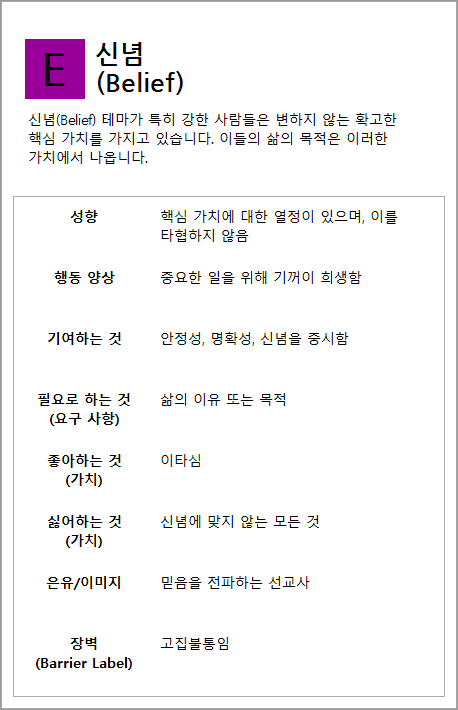 E
신념
(Belief)
신념(Belief) 테마가 특히 강한 사람들은 변하지 않는 확고한
핵심 가치를 가지고 있습니다. 이들의 삶의 목적은 이러한
가치에서 나옵니다.
성향
핵심 가치에 대한 열정이 있으며, 이를
타협하지 않음
행동 양상
중요한 일을 위해 기꺼이 희생함
기여하는 것
안정성, 명확성, 신념을 중시함
필요로 하는 것
(요구 사항)
삶의 이유 또는 목적
좋아하는 것
(가치)
이타심
싫어하는 것
(가치)
신념에 맞지 않는 모든 것
은유/이미지
믿음을 전파하는 선교사
장벽
(Barrier Label)
고집불통임